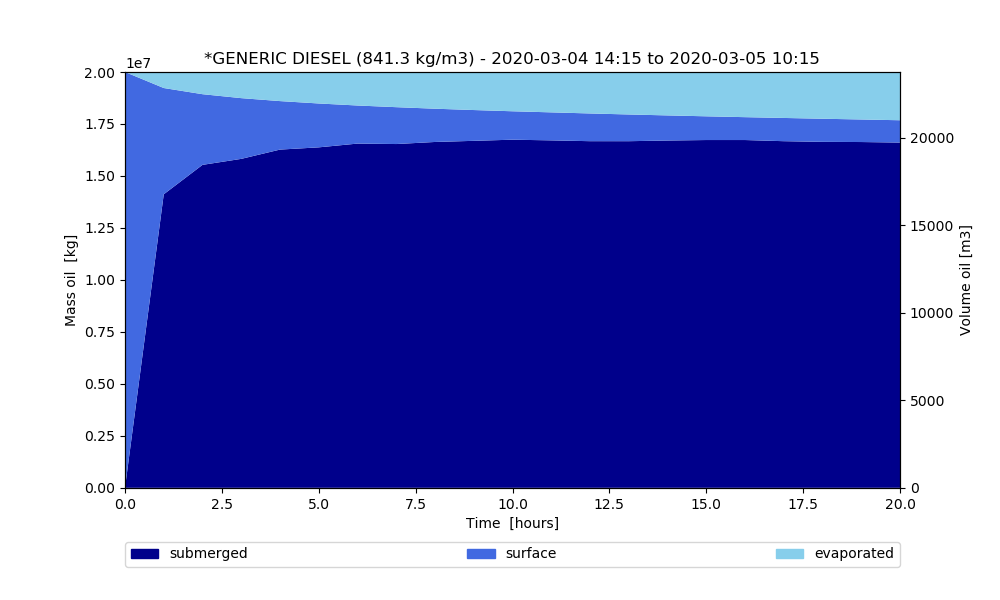 *GENERIC DIESEL (841.3 kg/m3) - 2020-03-04 14:15 to 2020-03-05 10:15
1e7
2.00
1.75
1.50
1.25
1.00
0.75
0.50
0.25
0.00
Mass oil [kg]
20000
15000
10000
5000
0
Volume oil [m3]
0.0 2.5 5.0 7.5 10.0 12.5 15.0 17.5 20.0
Time [hours]
submerged surface evaporated